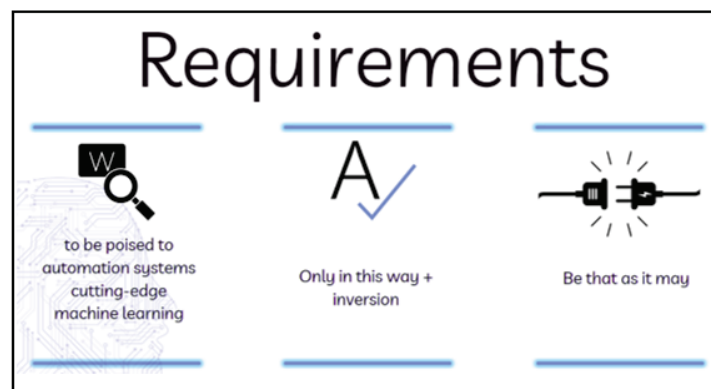 Requirements
W
to be poised to
automation systems
cutting-edge
machine learning
A
Only in this way +
inversion
Be that as it may